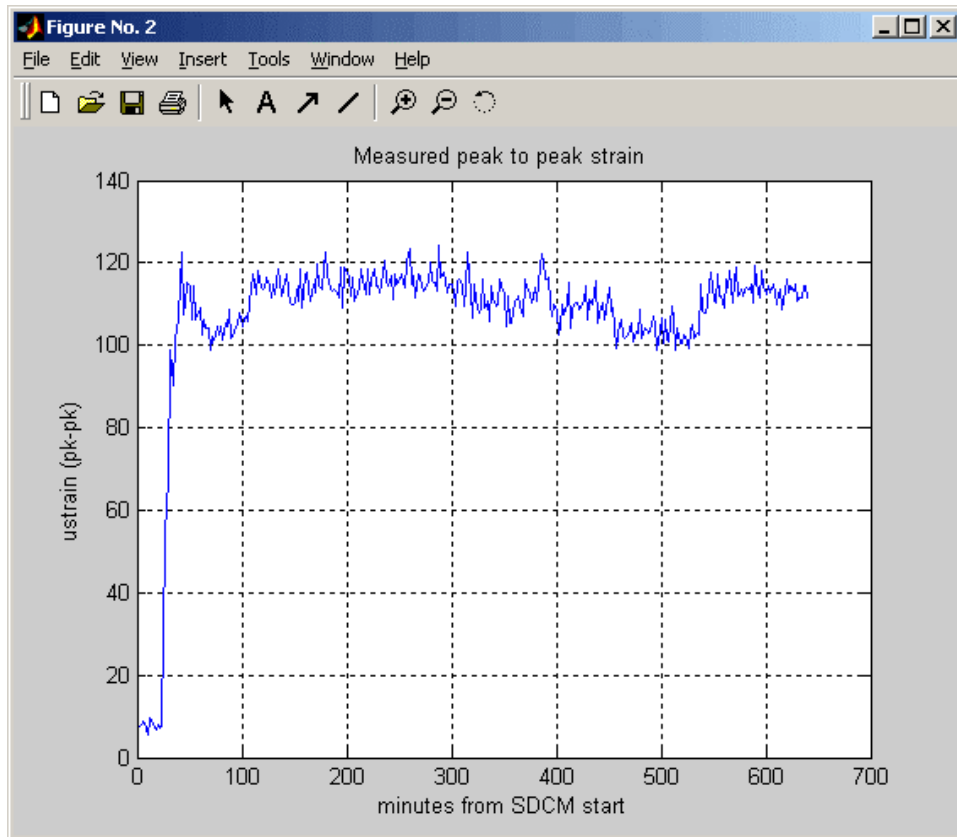 Figure No. 2
File Edit View Insert Tools Window Help
A
Measured peak to peak strain
ustrain (pk-pk)
140
120
100
80
60
40
20
0
0 100 200 300 400 500 600 700
minutes from SDCM start